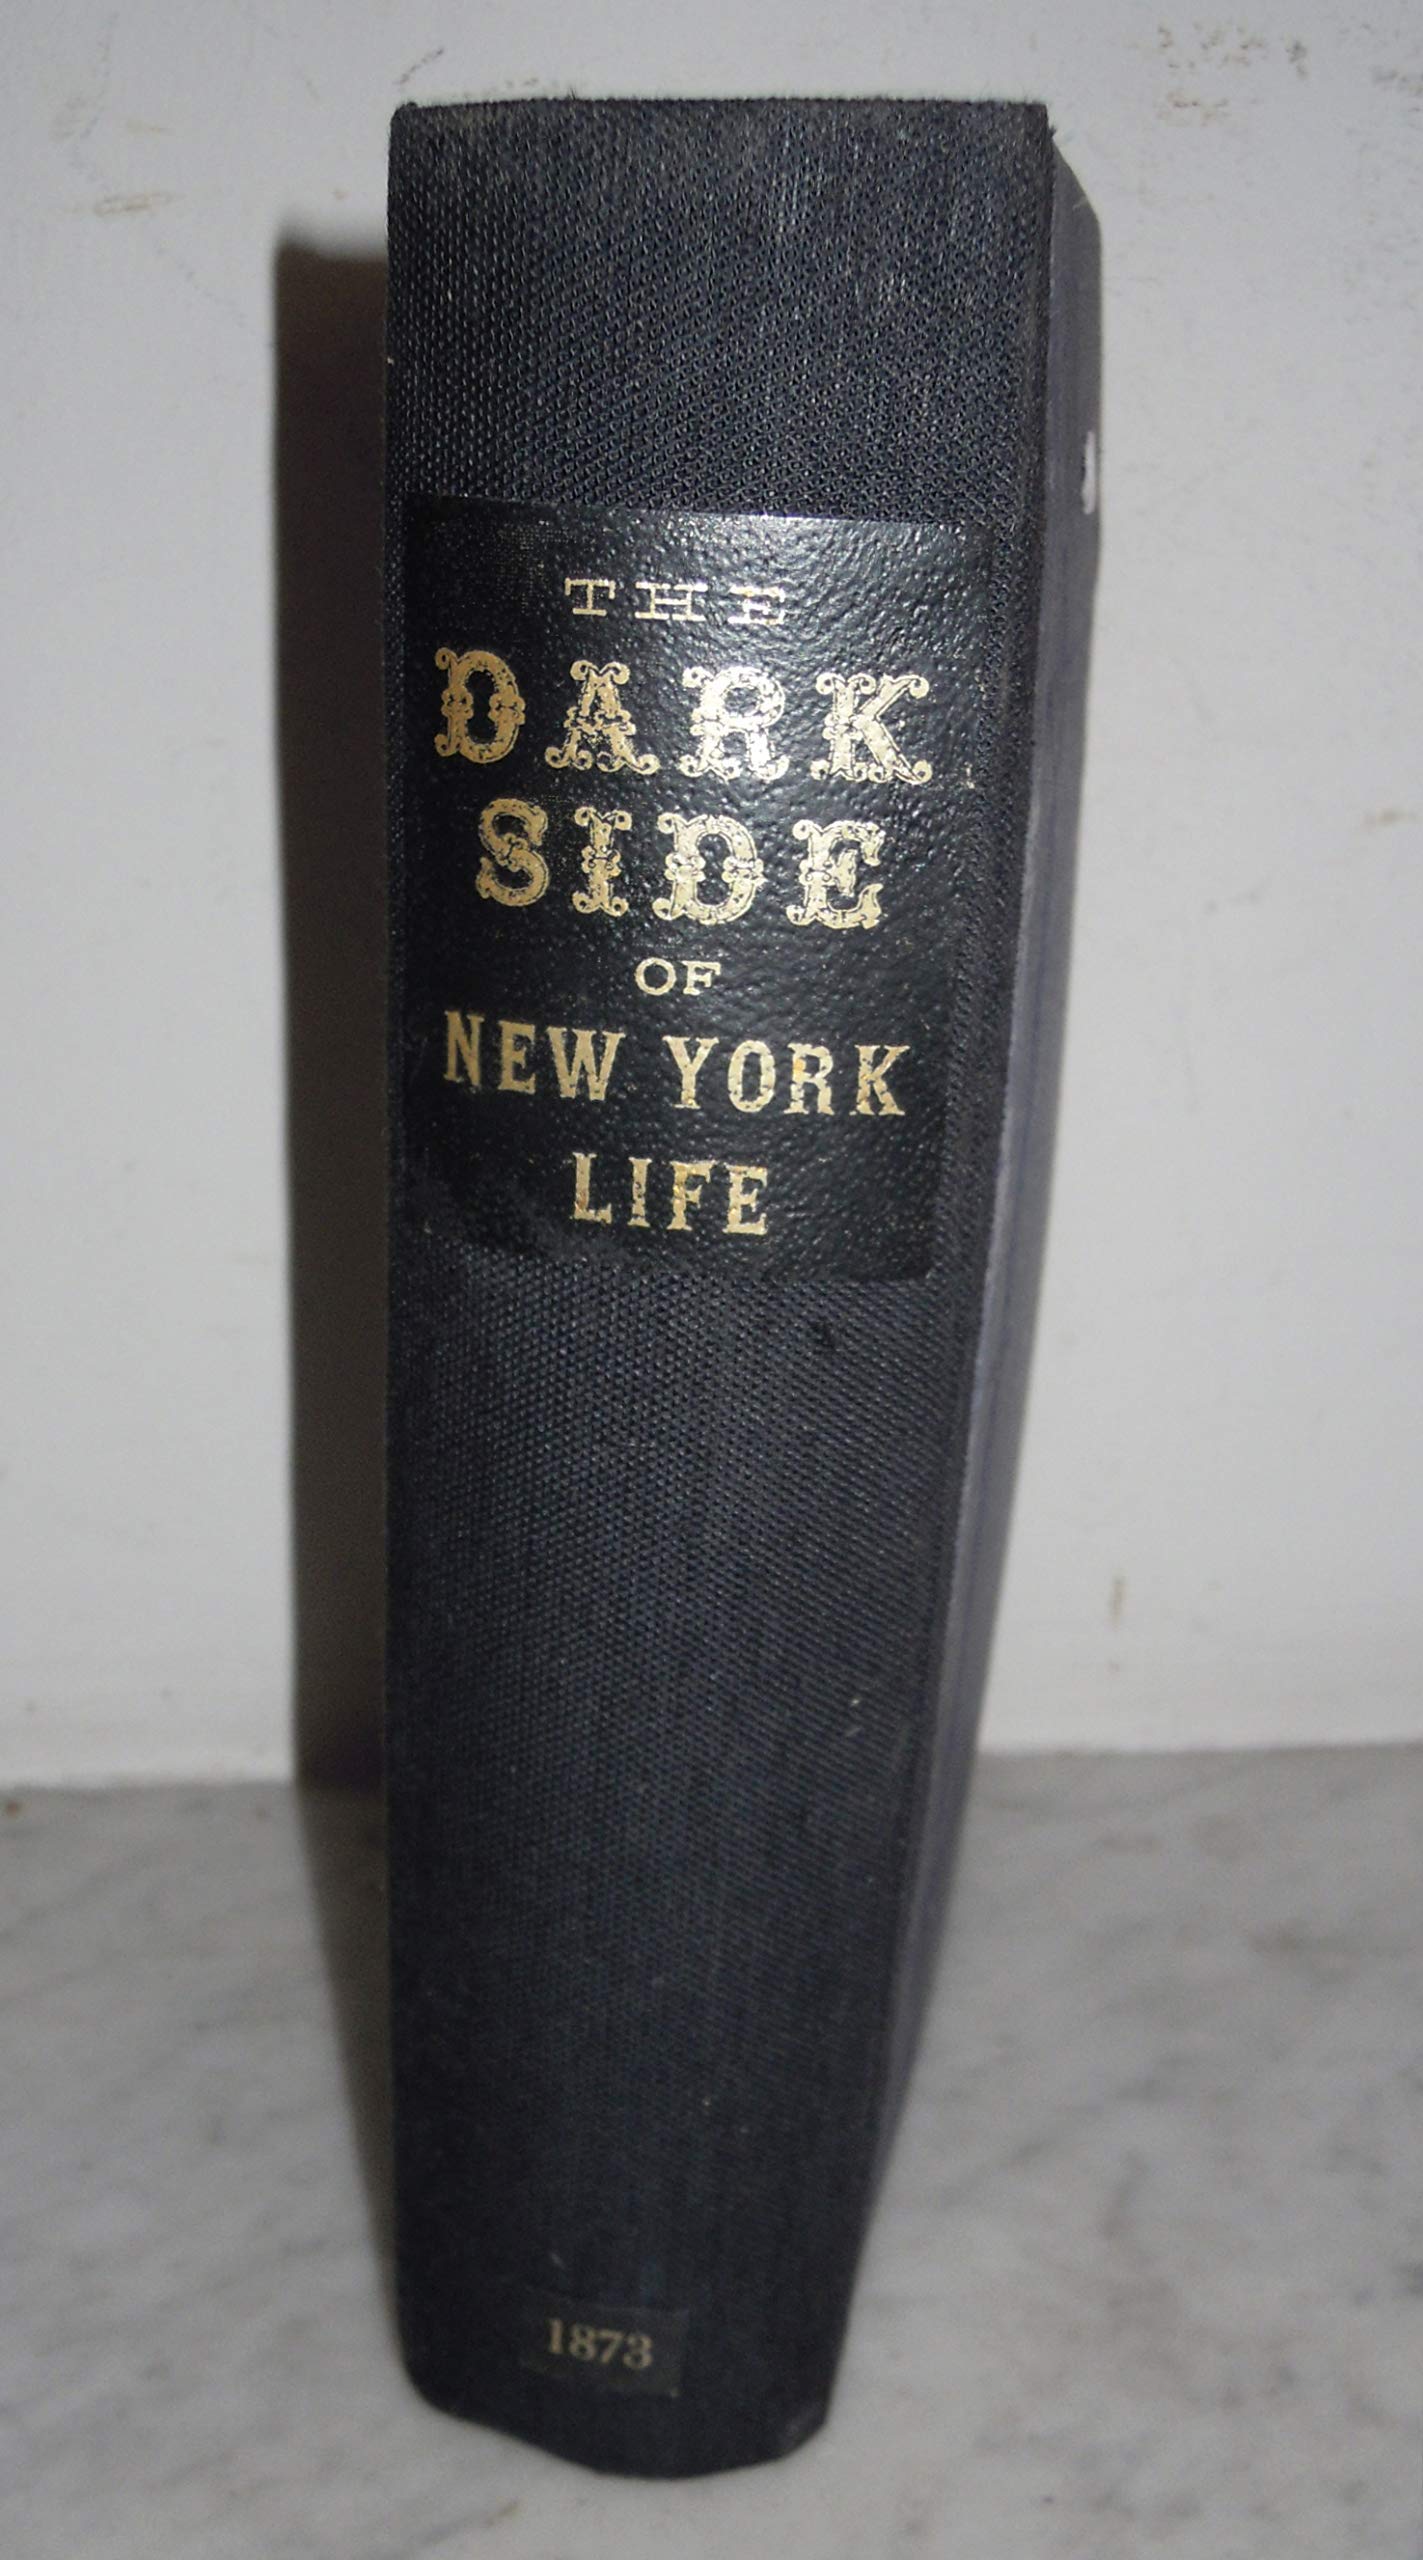 THE
DARK
SIDE
OF
NEW YORK
LIFE
1873